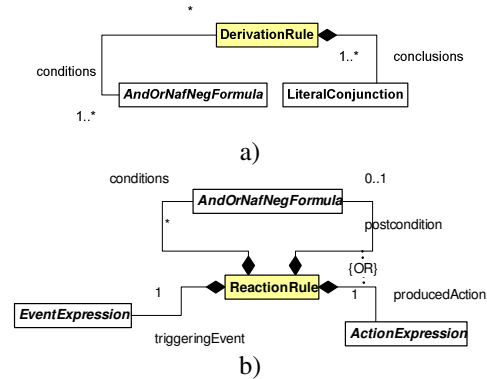 *
DerivationRule
1..*
conclusions
conditions
AndOrNafNegFormula
LiteralConjunction
1..*
a)
conditions
0..1
AndOrNafNegFormula
*
postcondition
{OR}
ReactionRule
1
1
producedAction
EventExpression
triggeringEvent
ActionExpression
b)